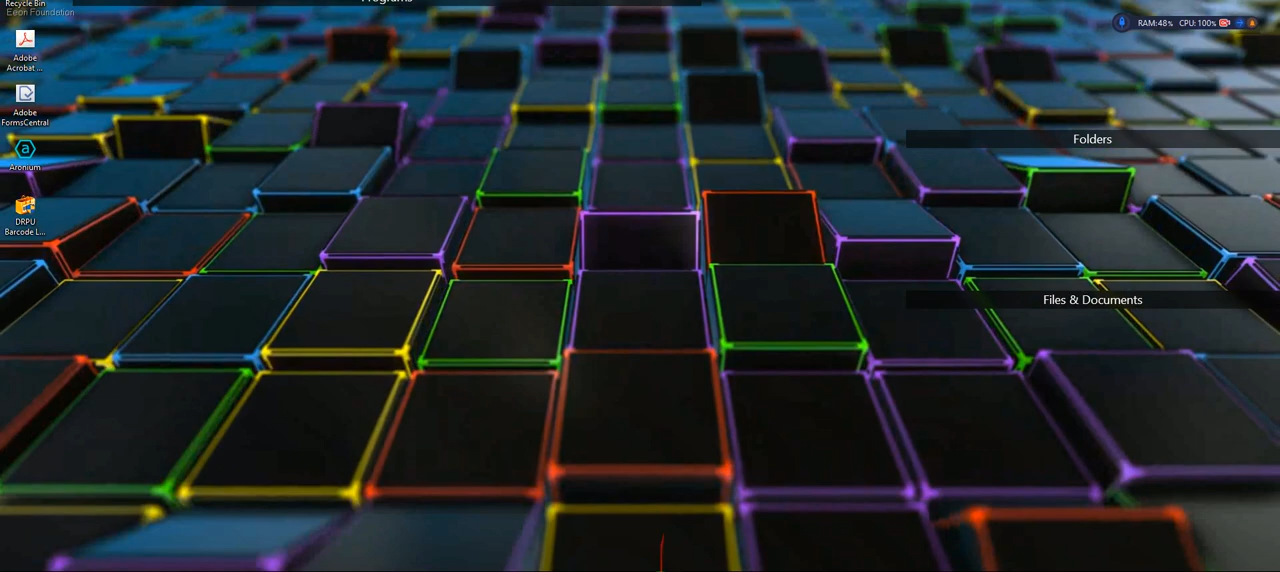 Recycle Bin
Eeon Foundation
Programs
RAM:48% CPU:100%
Adobe
Acrobat ...
Adobe
FormsCentral
a
Aronium
DRPU
Barcode L...
Folders
Files & Documents